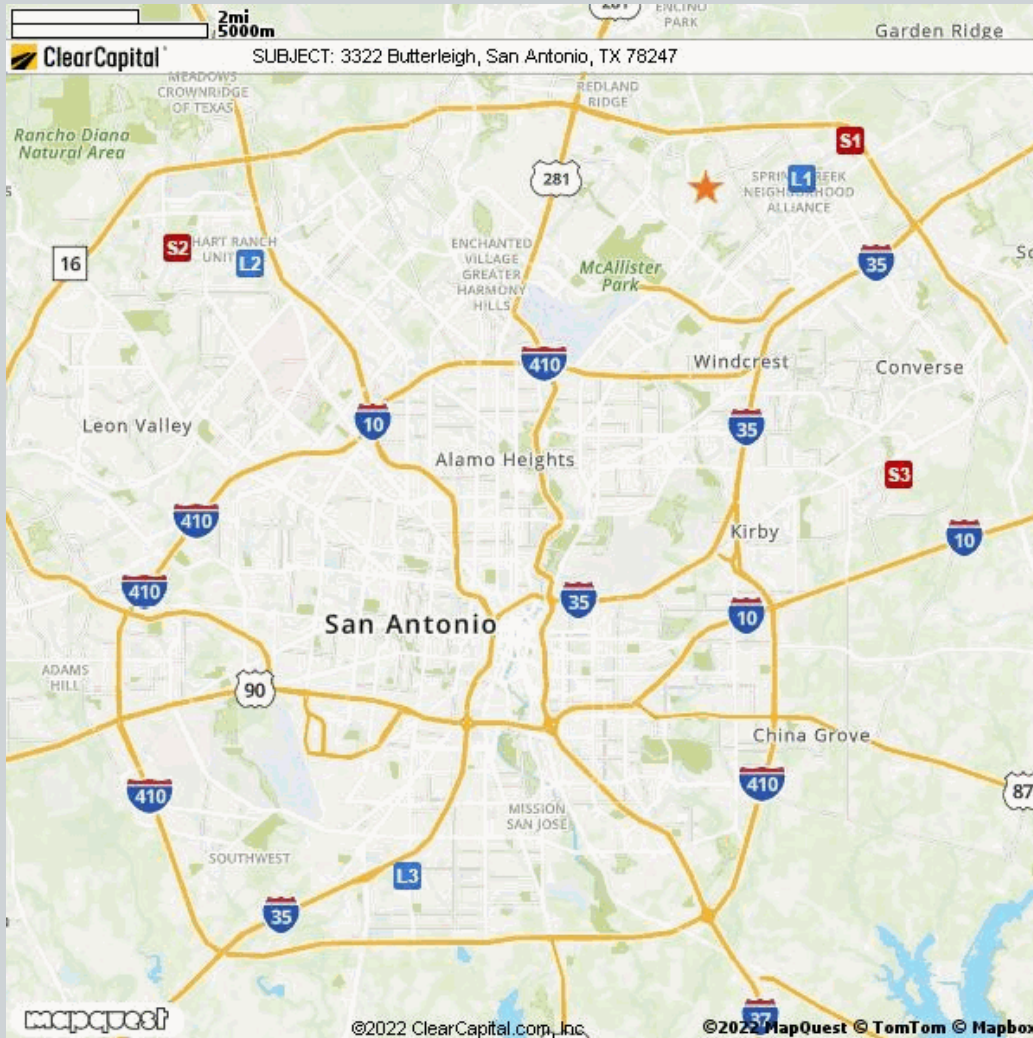 2mi
5000m
281
ENCINO
PARK
Garden Ridge
ClearCapital
SUBJECT: 3322 Butterleigh, San Antonio, TX 78247
MEADOWS
CROWNRIDGE
OF TEXAS
REDLAND
RIDGE
Rancho Diana
Natural Area
S1
281
L1
NEIGHBORHOOD
ALLIANCE
S2
HART RANCH
UNIT
L2
16
ENCHANTED
VILLAGE
GREATER
HARMONY
HILLS
McAllister
Park
35
410
Windcrest
Converse
10
Leon Valley
35
Alamo Heights
S3
410
Kirby
10
410
35
10
San Antonio
ADAMS
HILL
90
China Grove
410
410
87
MISSION
SAN JOSE
SOUTHWEST
L3
35
37
mapquest
©2022 ClearCapital.com, Inc
©2022 MapQuest © TomTom © Mapbox